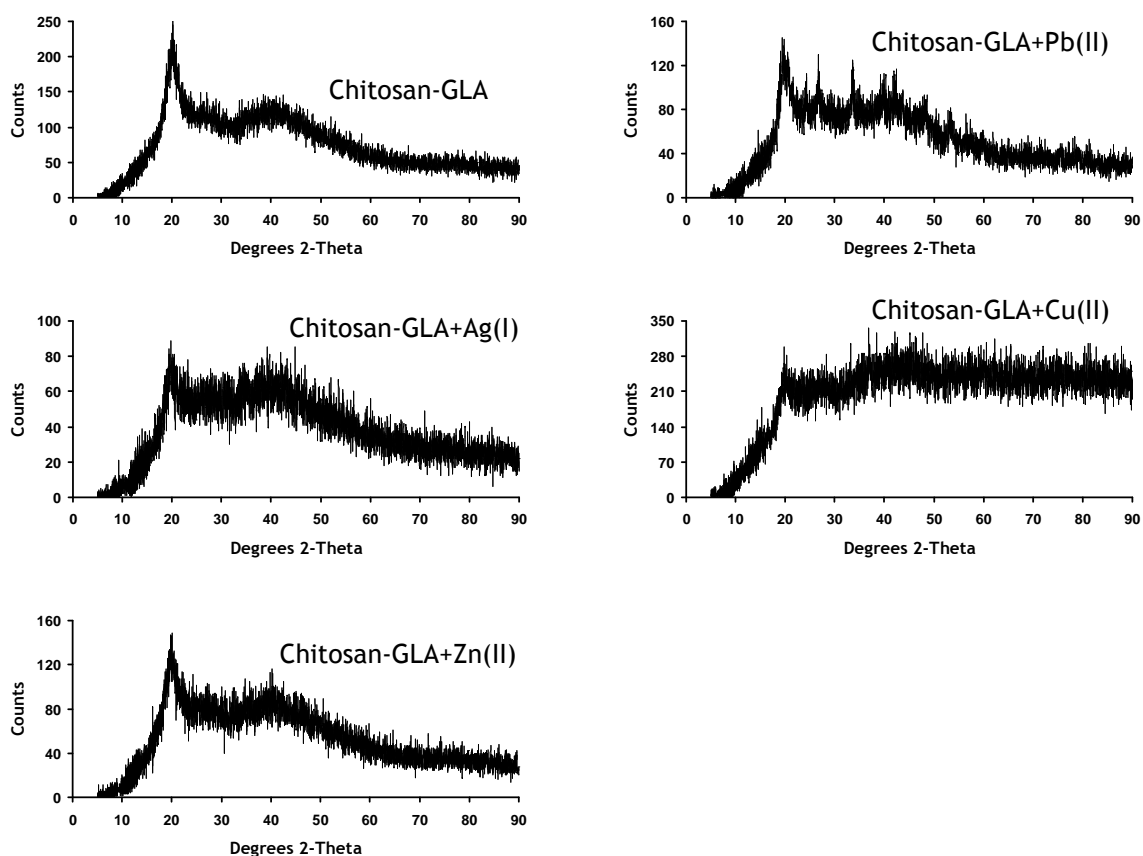 Chitosan-GLA
Counts
250
200
150
100
50
0
0 10 20 30 40 50 60 70 80 90
Degrees 2-Theta
Chitosan-GLA+Pb(II)
Counts
160
120
80
40
0
0 10 20 30 40 50 60 70 80 90
Degrees 2-Theta
Chitosan-GLA+Ag(I)
Counts
100
80
60
40
20
0
0 10 20 30 40 50 60 70 80 90
Degrees 2-Theta
Chitosan-GLA+Cu(II)
Counts
350
280
210
140
70
0
0 10 20 30 40 50 60 70 80 90
Degrees 2-Theta
Chitosan-GLA+Zn(II)
Counts
160
120
80
40
0
0 10 20 30 40 50 60 70 80 90
Degrees 2-Theta